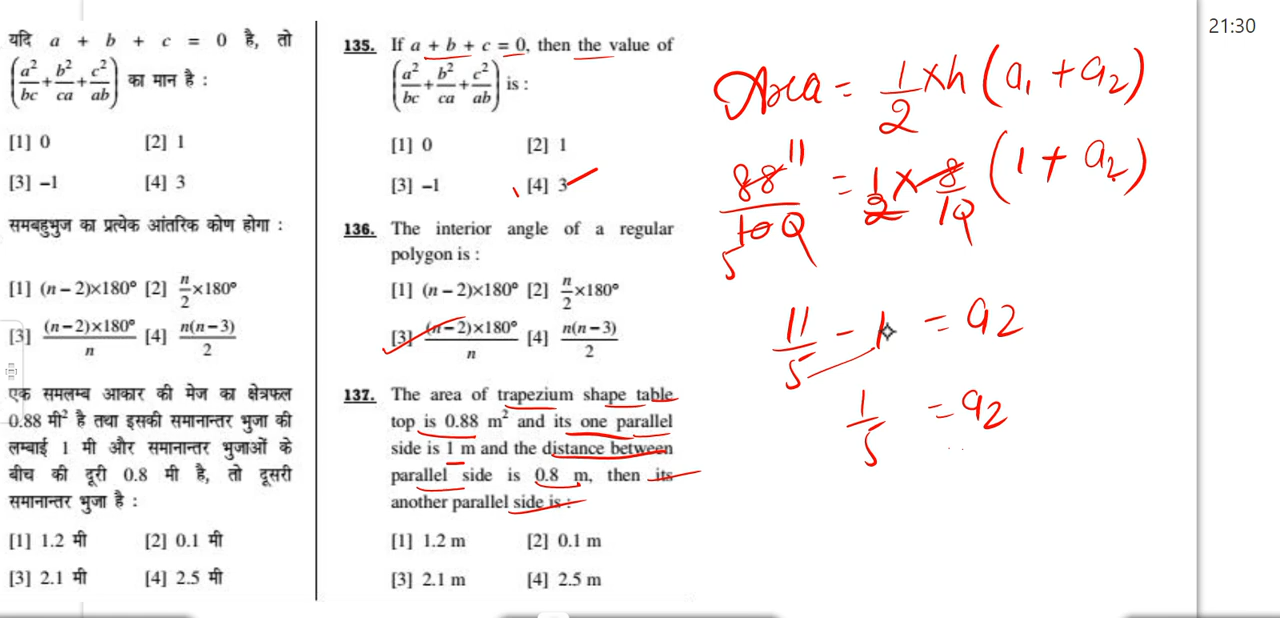 यदि a + b + c = 0 है, तो
(a²/bc + b²/ca + c²/ab) का मान है :
[1] 0 [2] 1
[3] –1 [4] 3
समबहुभुज का प्रत्येक आंतरिक कोण होगा :
[1] (n – 2)×180° [2] n/2 ×180°
[3] (n–2)×180°/n [4] n(n–3)/2
एक समलम्ब आकार की मेज का क्षेत्रफल
0.88 मी² है तथा इसकी समानान्तर भुजा की
लम्बाई 1 मी और समानान्तर भुजाओं के
बीच की दूरी 0.8 मी है, तो दूसरी
समानान्तर भुजा है :
[1] 1.2 मी [2] 0.1 मी
[3] 2.1 मी [4] 2.5 मी
135. If a + b + c = 0, then the value of
(a²/bc + b²/ca + c²/ab) is :
[1] 0 [2] 1
[3] –1 [4] 3
136. The interior angle of a regular
polygon is :
[1] (n – 2)×180° [2] n/2 ×180°
[3] (n–2)×180°/n [4] n(n–3)/2
137. The area of trapezium shape table
top is 0.88 m² and its one parallel
side is 1 m and the distance between
parallel side is 0.8 m, then its
another parallel side is :
[1] 1.2 m [2] 0.1 m
[3] 2.1 m [4] 2.5 m
Area = 1/2 × h (a₁ + a₂)
88 11/100 5 = 1/2 × 8/10 (1 + a₂)
11/5 – 1 = a2
1/5 = a2
21:30